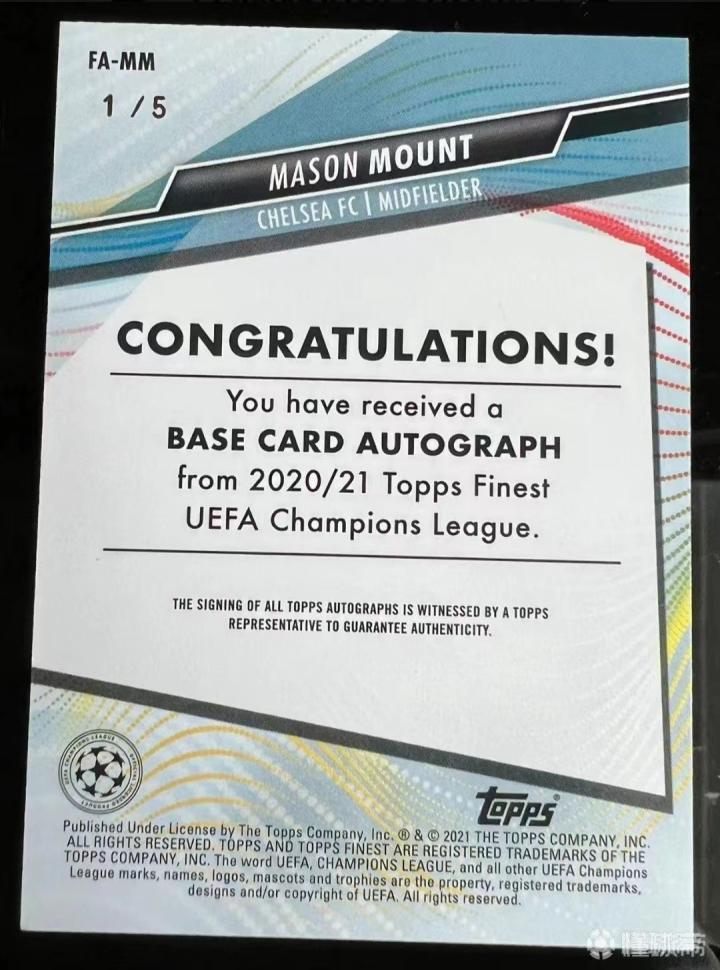 FA-MM
1 / 5
MASON MOUNT
CHELSEA FC | MIDFIELDER
CONGRATULATIONS!
You have received a
BASE CARD AUTOGRAPH
from 2020/21 Topps Finest
UEFA Champions League.
THE SIGNING OF ALL TOPPS AUTOGRAPHS IS WITNESSED BY A TOPPS
REPRESENTATIVE TO GUARANTEE AUTHENTICITY.
topps®
Published Under License by The Topps Company, Inc. ® & © 2021 THE TOPPS COMPANY, INC.
ALL RIGHTS RESERVED. TOPPS AND TOPPS FINEST ARE REGISTERED TRADEMARKS OF THE
TOPPS COMPANY, INC. The word UEFA, CHAMPIONS LEAGUE, and all other UEFA Champions
League marks, names, logos, mascots and trophies are the property, registered trademarks,
designs and/or copyright of UEFA. All rights reserved.
懂球帝